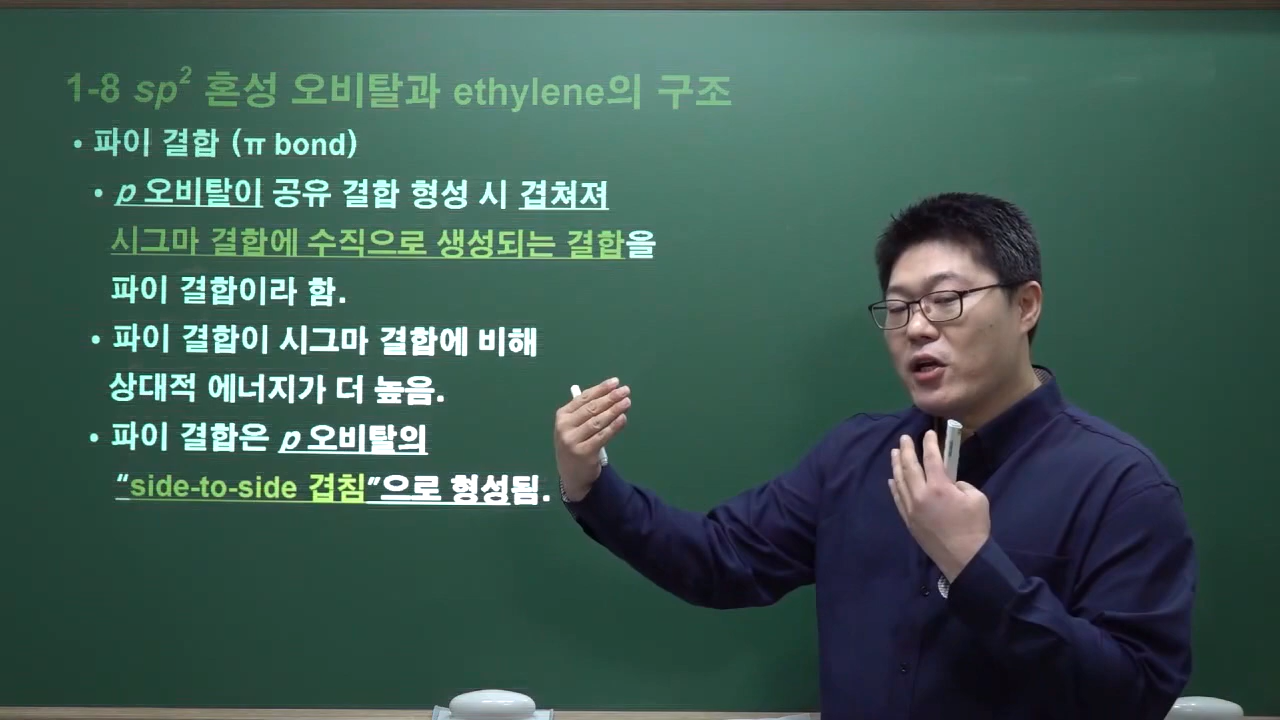 1-8 sp² 혼성 오비탈과 ethylene의 구조
• 파이 결합 (π bond)
• p 오비탈이 공유 결합 형성 시 겹쳐져
시그마 결합에 수직으로 생성되는 결합을
파이 결합이라 함.
• 파이 결합이 시그마 결합에 비해
상대적 에너지가 더 높음.
• 파이 결합은 p 오비탈의
“side-to-side 겹침”으로 형성됨.